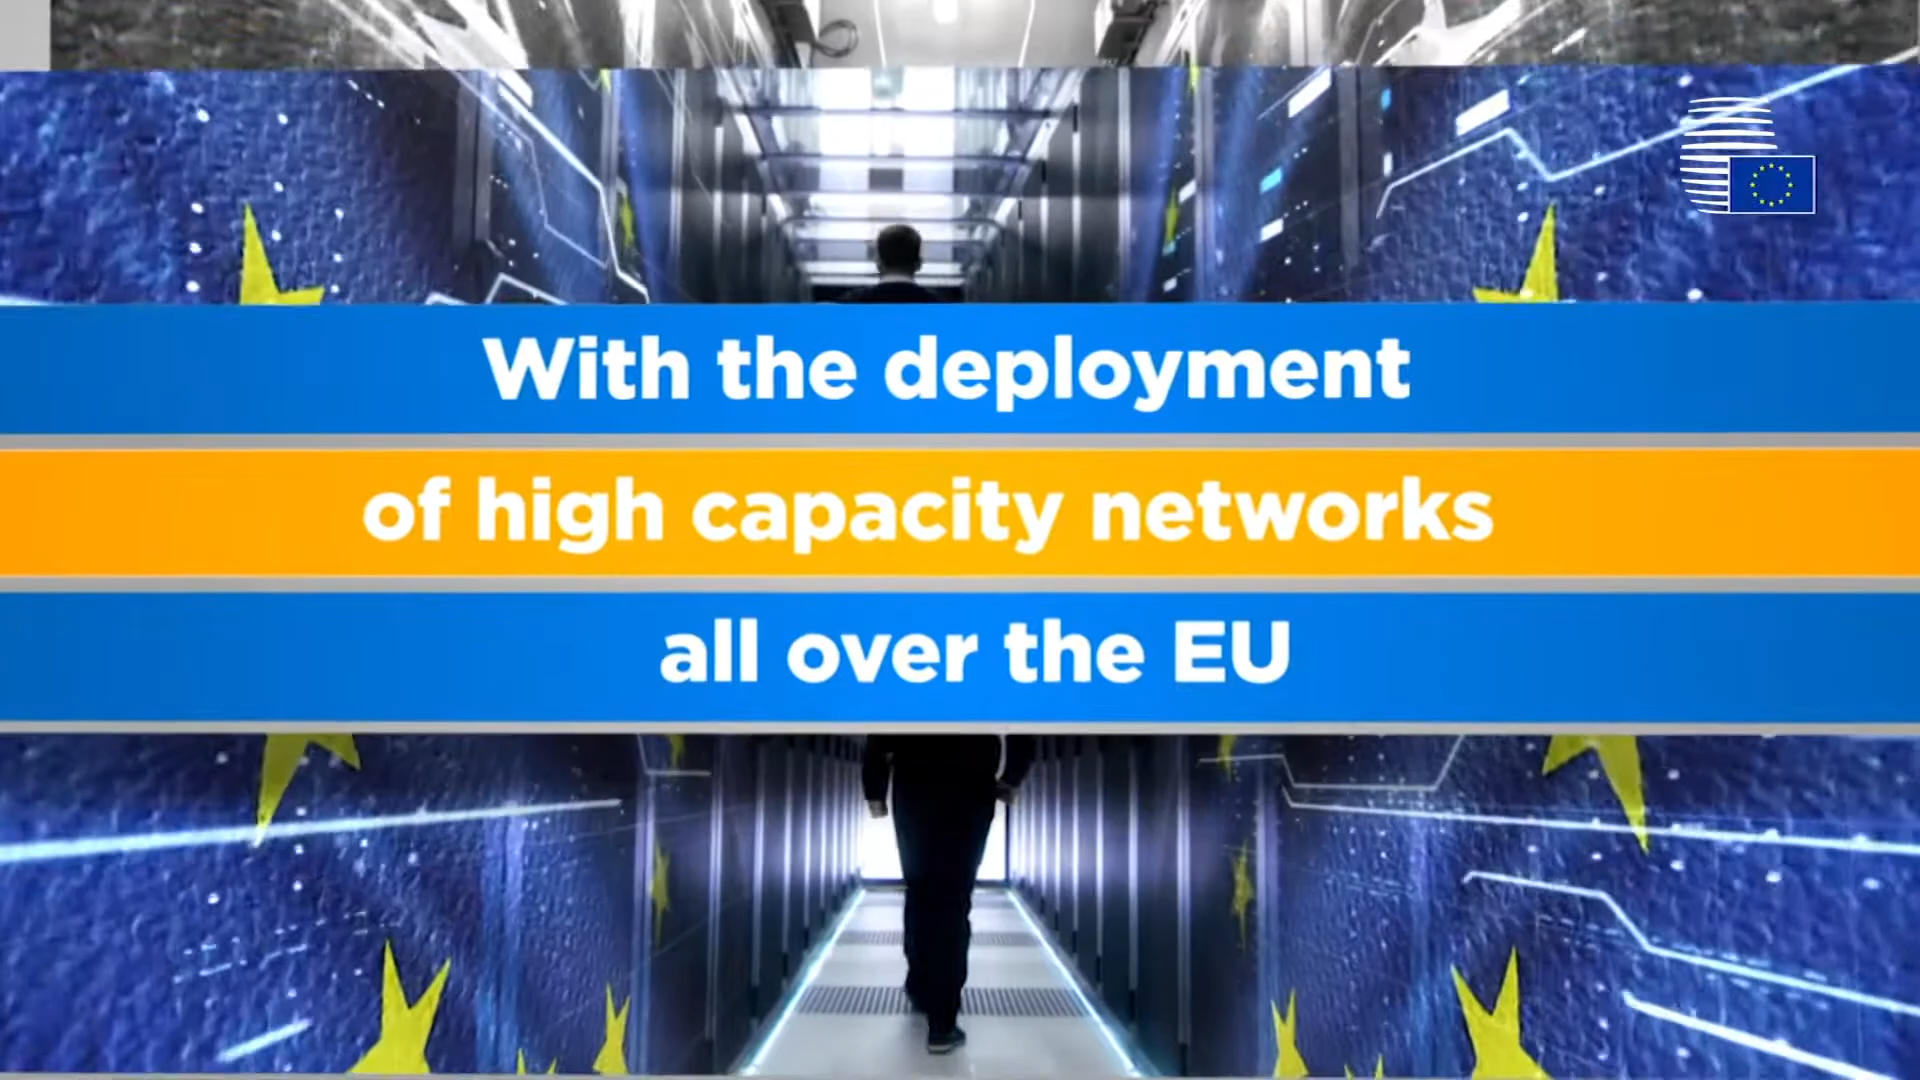 With the deployment
of high capacity networks
all over the EU